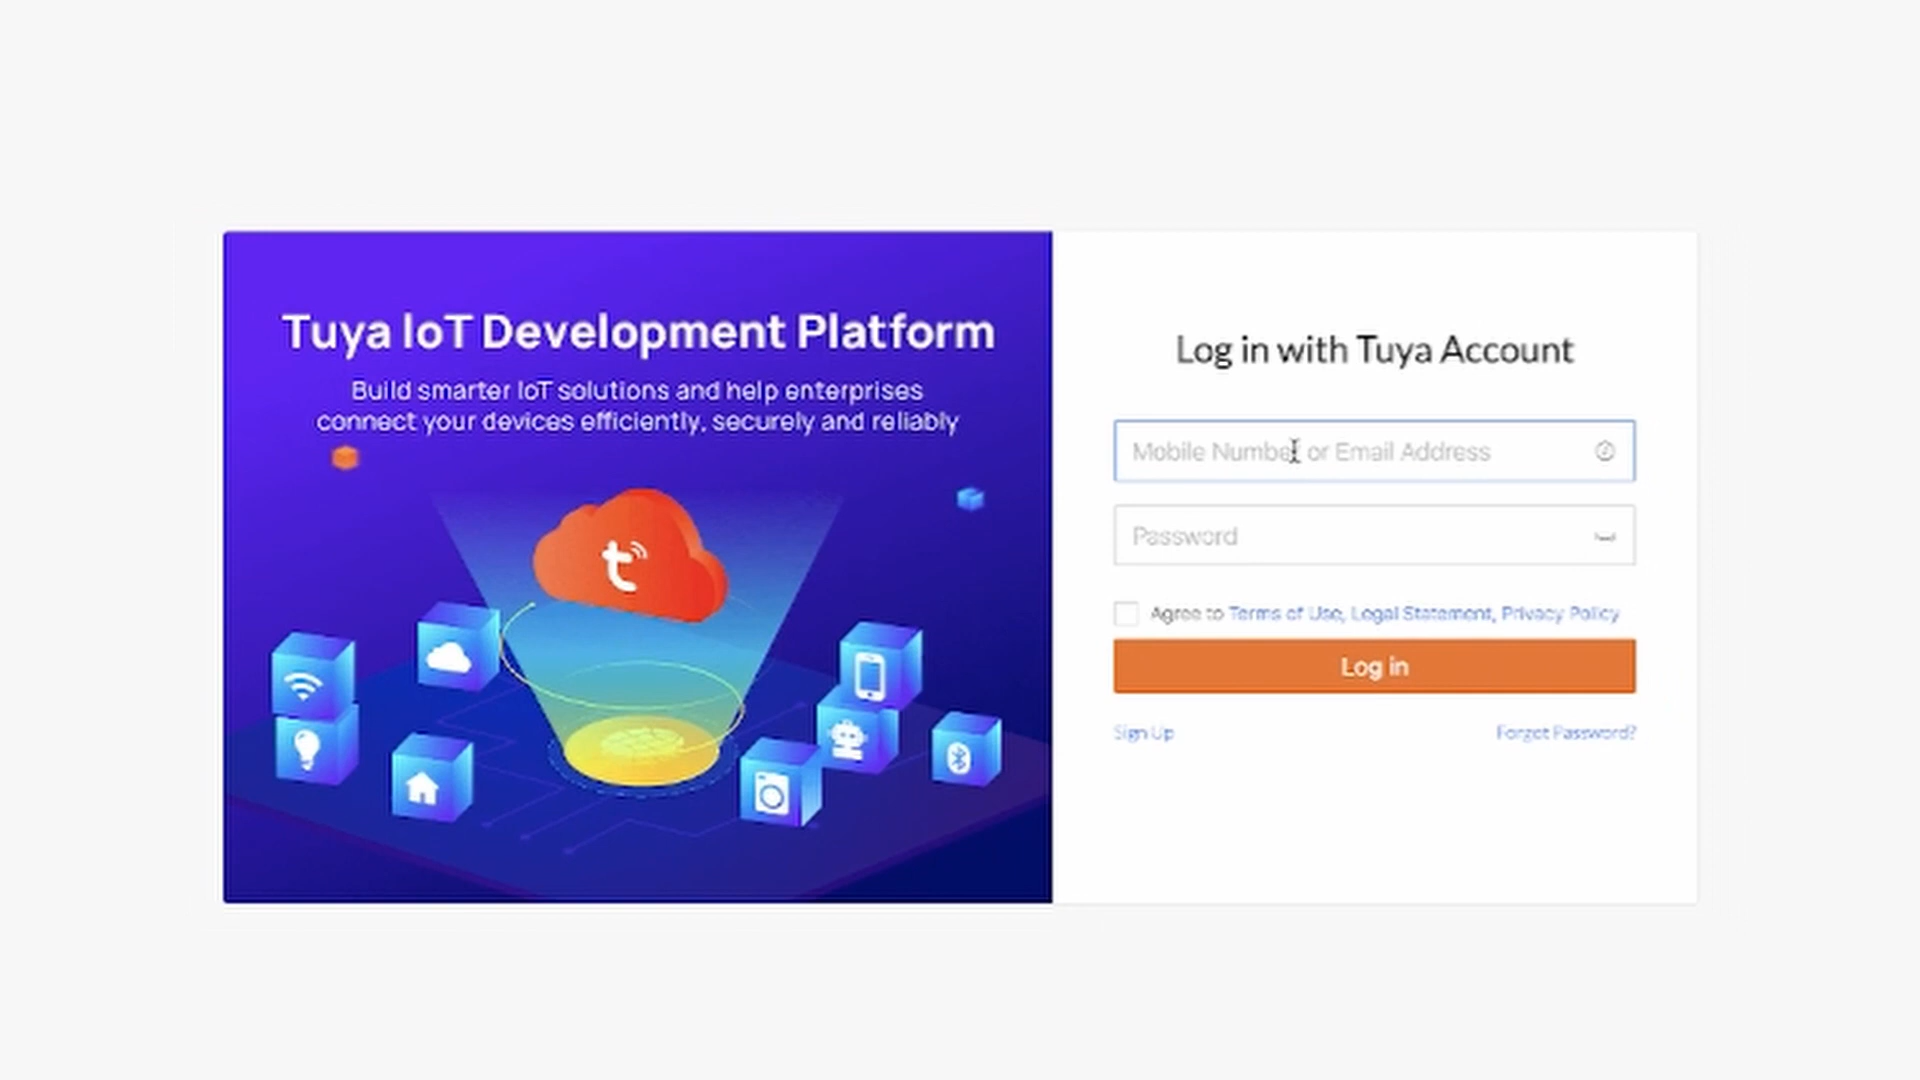 Tuya IoT Development Platform
Build smarter IoT solutions and help enterprises
connect your devices efficiently, securely and reliably
Log in with Tuya Account
Mobile Number or Email Address
Password
Agree to Terms of Use, Legal Statement, Privacy Policy
Log in
Sign Up
Forget Password?